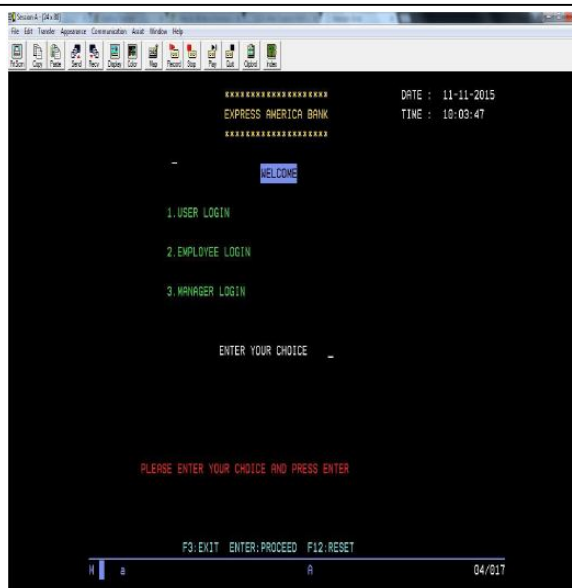 Session A - [24 x 80]
File Edit Transfer Appearance Communication Assist Window Help
PrtScrn Copy Paste Send Recv Display Color Map Record Stop Play Quit Clipbrd Index
******************** DATE : 11-11-2015
EXPRESS AMERICA BANK TIME : 18:03:47
********************
WELCOME
1.USER LOGIN
2.EMPLOYEE LOGIN
3.MANAGER LOGIN
ENTER YOUR CHOICE _
PLEASE ENTER YOUR CHOICE AND PRESS ENTER
F3:EXIT ENTER:PROCEED F12:RESET
M a A 04/017